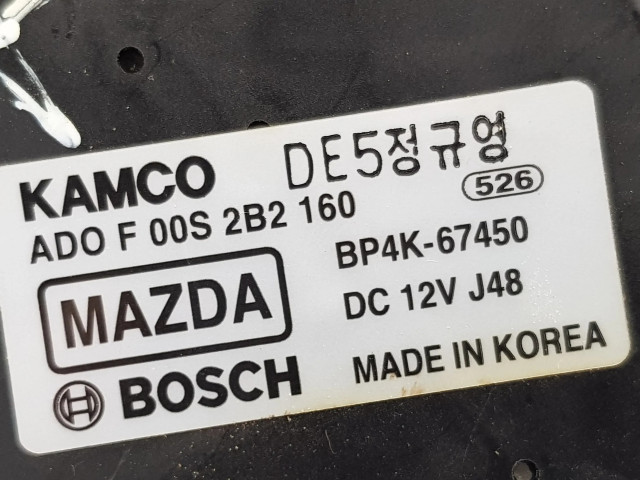 KAMCO DE5정규영
ADO F 00S 2B2 160 526
MAZDA BP4K-67450
DC 12V J48
BOSCH MADE IN KOREA